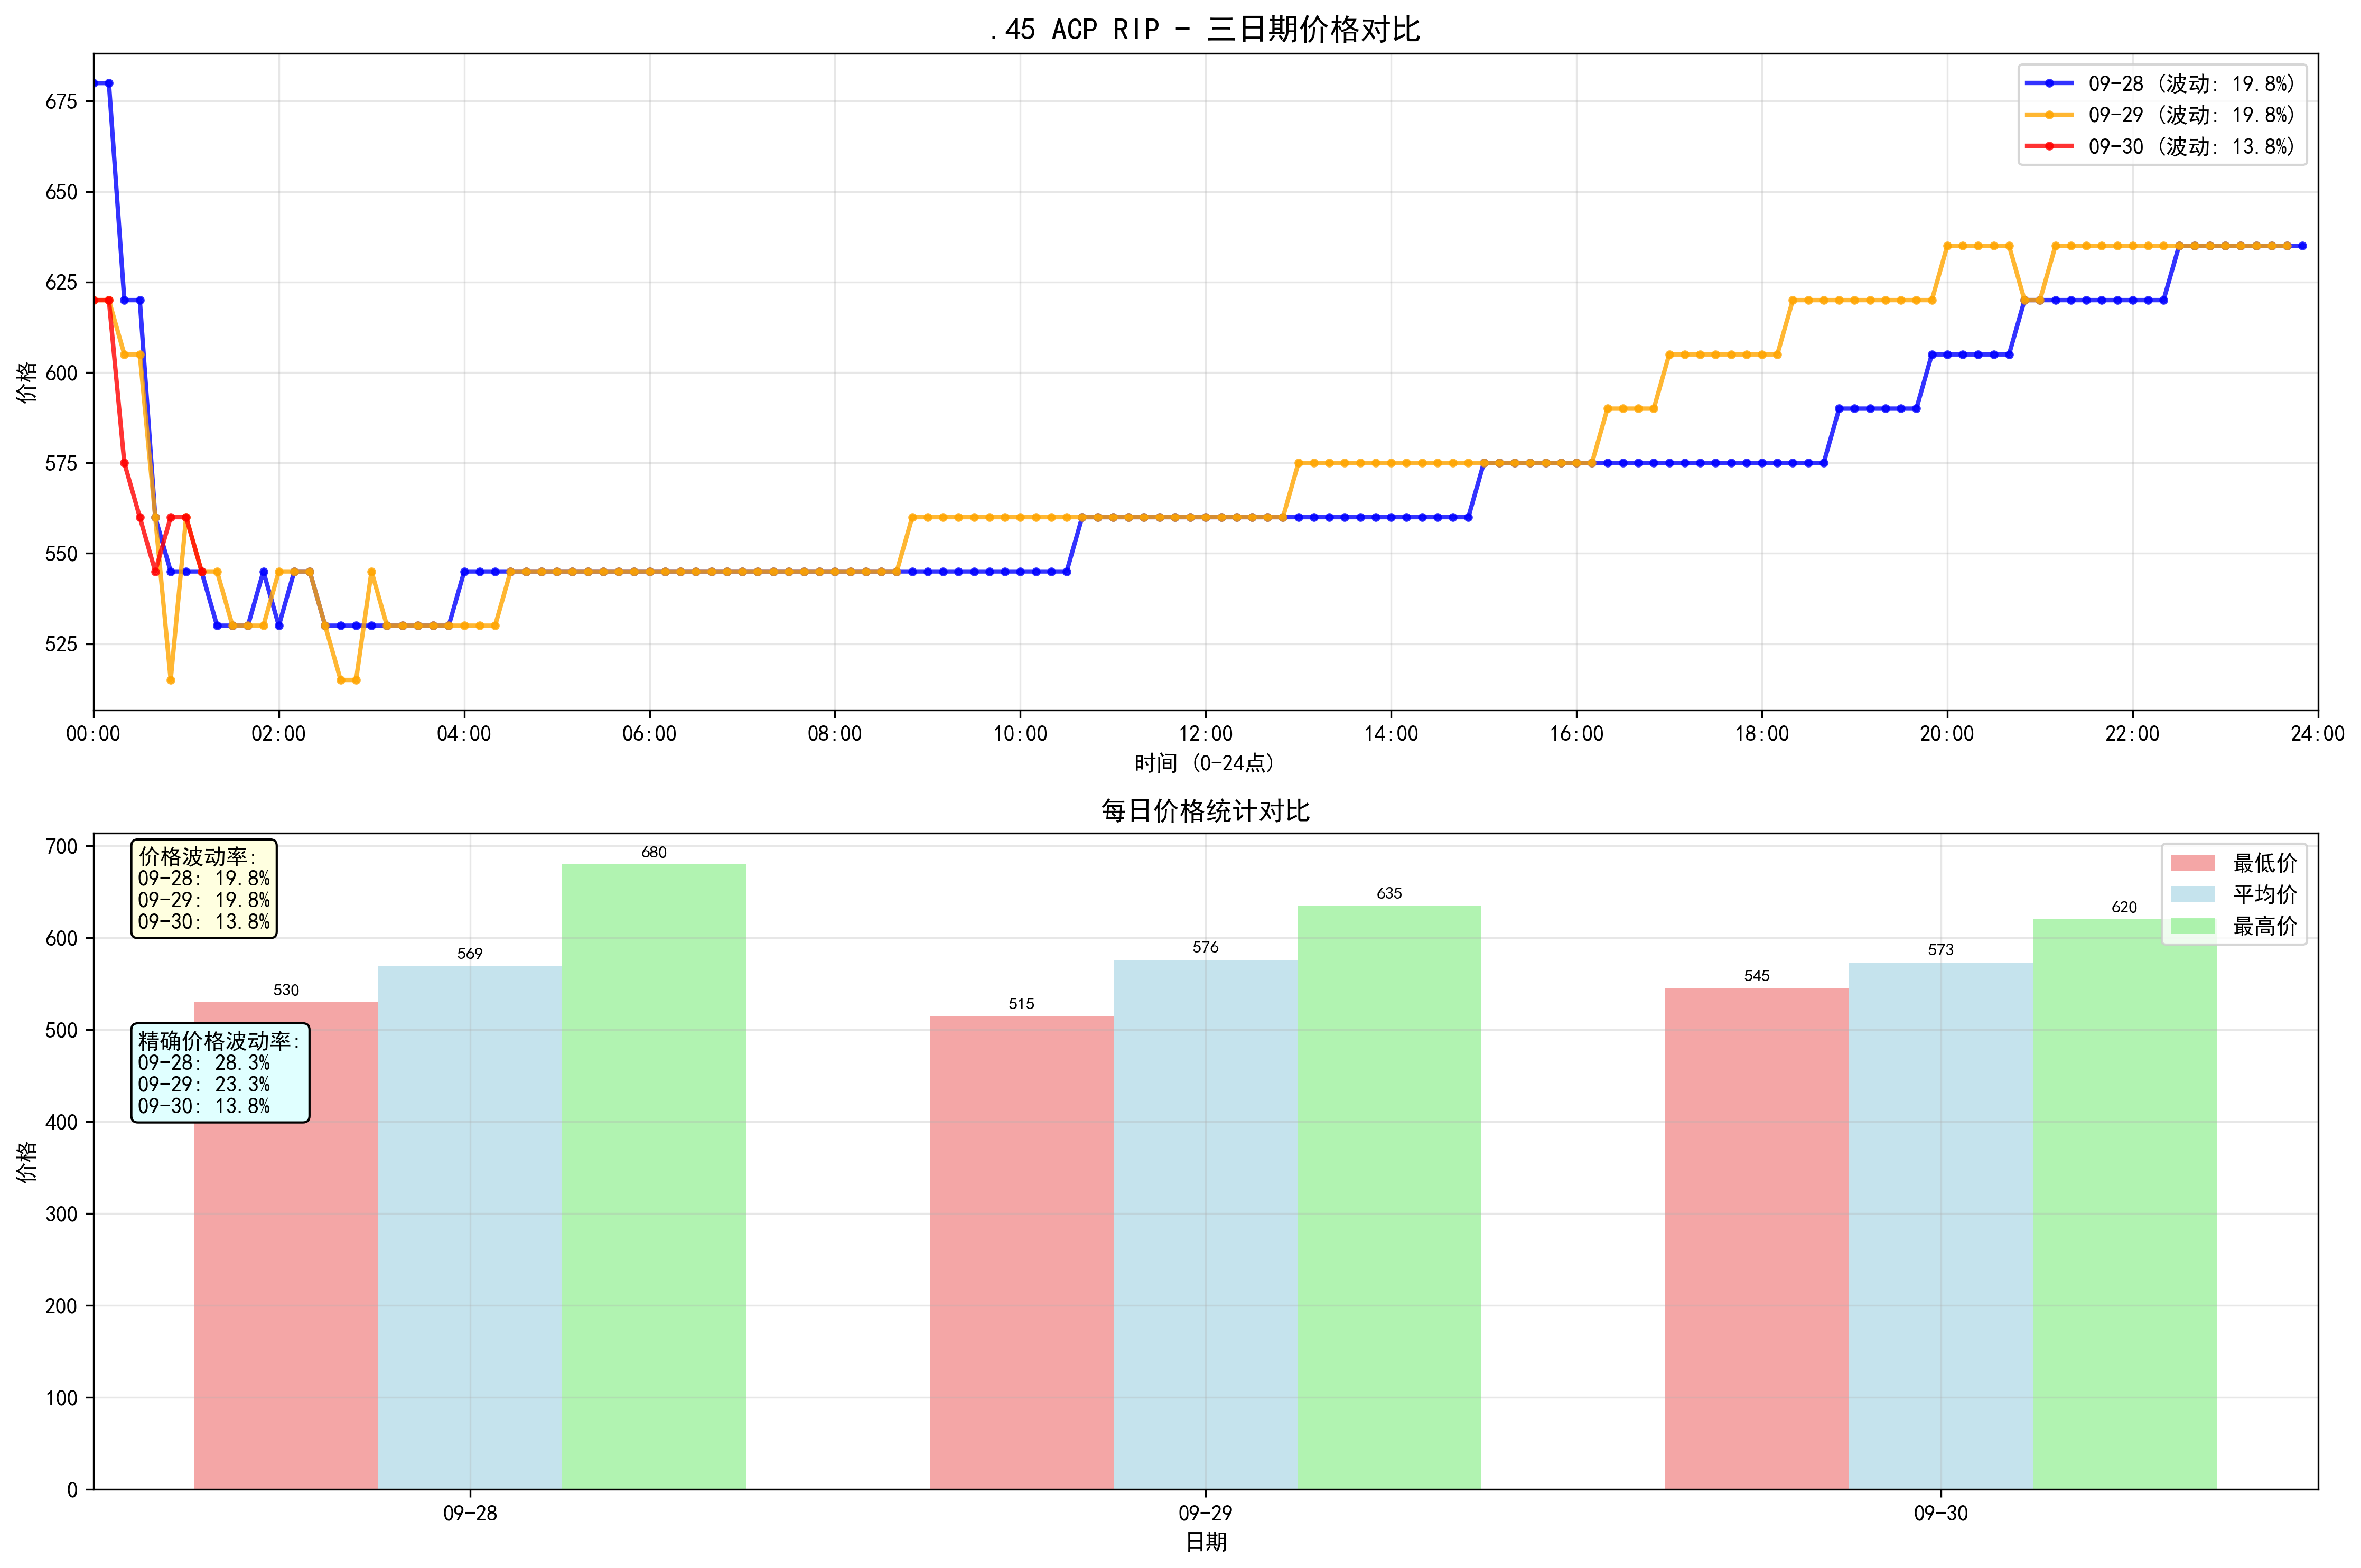 .45 ACP RIP - 三日期价格对比
09-28 (波动: 19.8%)
09-29 (波动: 19.8%)
09-30 (波动: 13.8%)
675
650
625
600
575
550
525
价格
00:00 02:00 04:00 06:00 08:00 10:00 12:00 14:00 16:00 18:00 20:00 22:00 24:00
时间 (0-24点)
每日价格统计对比
价格波动率:
09-28: 19.8%
09-29: 19.8%
09-30: 13.8%
精确价格波动率:
09-28: 28.3%
09-29: 23.3%
09-30: 13.8%
最低价
平均价
最高价
530 569 680
515 576 635
545 573 620
700
600
500
400
300
200
100
0
价格
09-28 09-29 09-30
日期